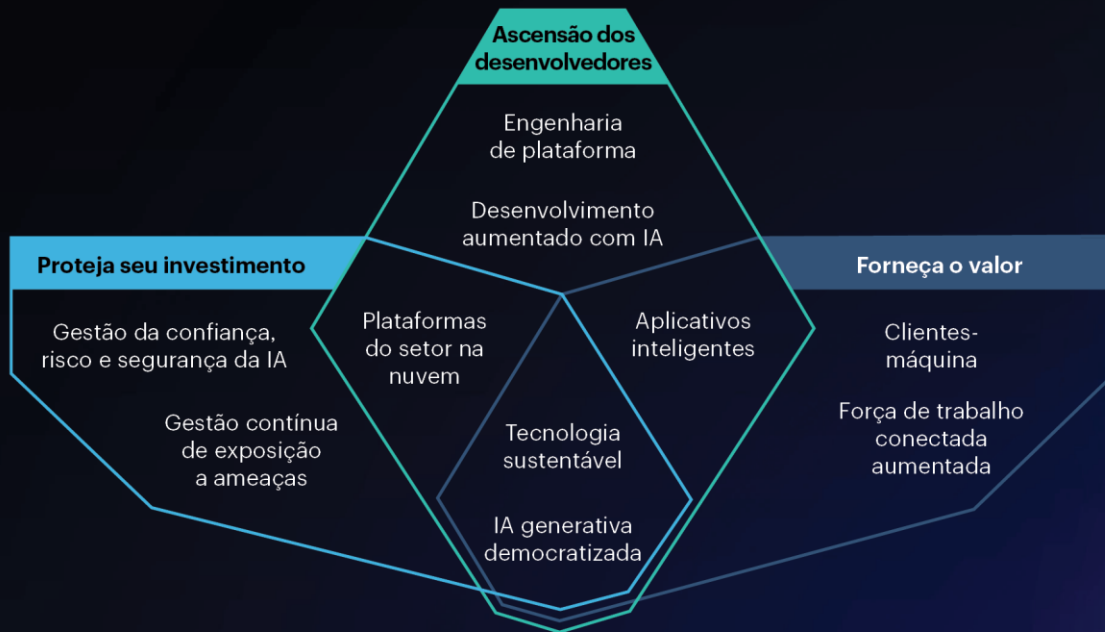 Ascensão dos
desenvolvedores
Engenharia
de plataforma
Desenvolvimento
aumentado com IA
Proteja seu investimento
Gestão da confiança,
risco e segurança da IA
Gestão contínua
de exposição
a ameaças
Plataformas
do setor na
nuvem
Aplicativos
inteligentes
Tecnologia
sustentável
IA generativa
democratizada
Forneça o valor
Clientes-
máquina
Força de trabalho
conectada
aumentada